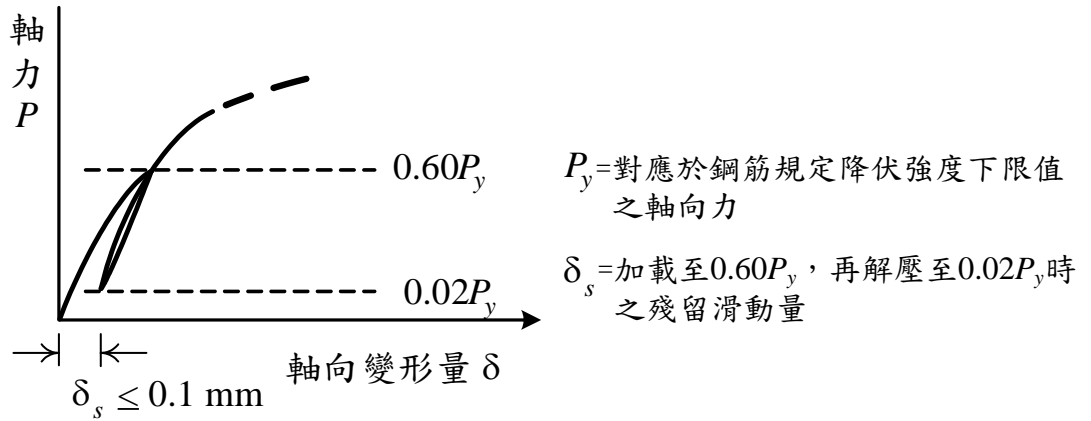 軸
力
P
0.60Py
0.02Py
軸向變形量 δ
δs ≤ 0.1 mm
Py=對應於鋼筋規定降伏強度下限值
之軸向力
δs=加載至0.60Py，再解壓至0.02Py時
之殘留滑動量